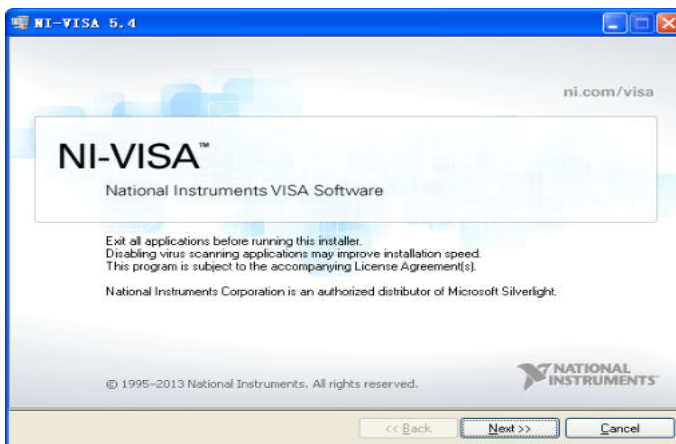 NI-VISA 5.4
ni.com/visa
NI-VISA™
National Instruments VISA Software
Exit all applications before running this installer.
Disabling virus scanning applications may improve installation speed.
This program is subject to the accompanying License Agreement(s).
National Instruments Corporation is an authorized distributor of Microsoft Silverlight.
© 1995–2013 National Instruments. All rights reserved.
NATIONAL
INSTRUMENTS
<< Back
Next >>
Cancel